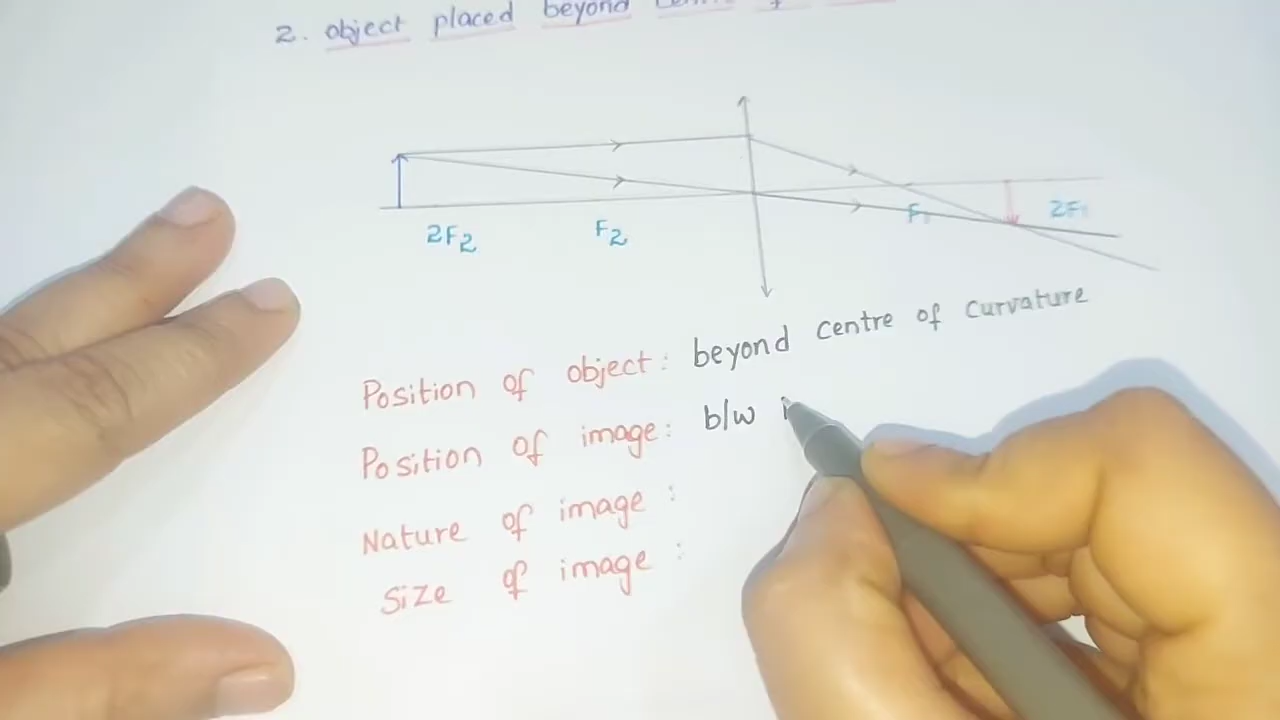 2. object placed beyond
2F2 F2 F1 2F1
Position of object: beyond centre of curvature
Position of image: b/w
Nature of image:
Size of image: